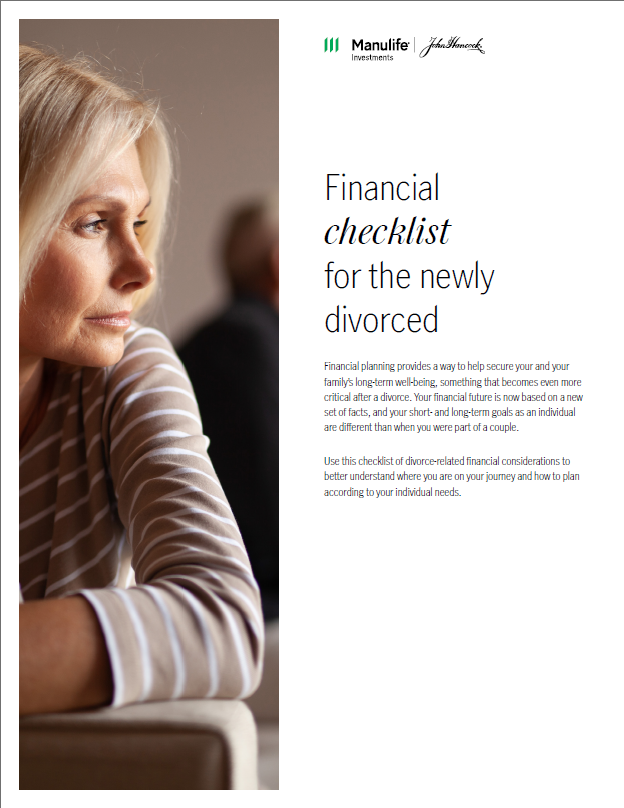 Manulife
Investments
John Hancock
Financial
checklist
for the newly
divorced
Financial planning provides a way to help secure your and your
family's long-term well-being, something that becomes even more
critical after a divorce. Your financial future is now based on a new
set of facts, and your short- and long-term goals as an individual
are different than when you were part of a couple.
Use this checklist of divorce-related financial considerations to
better understand where you are on your journey and how to plan
according to your individual needs.